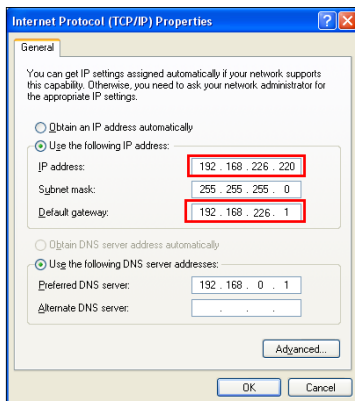 Internet Protocol (TCP/IP) Properties
General
You can get IP settings assigned automatically if your network supports
this capability. Otherwise, you need to ask your network administrator for
the appropriate IP settings.
Obtain an IP address automatically
Use the following IP address:
IP address: 192 . 168 . 226 . 220
Subnet mask: 255 . 255 . 255 . 0
Default gateway: 192 . 168 . 226 . 1
Obtain DNS server address automatically
Use the following DNS server addresses:
Preferred DNS server: 192 . 168 . 0 . 1
Alternate DNS server: . . .
Advanced...
OK Cancel